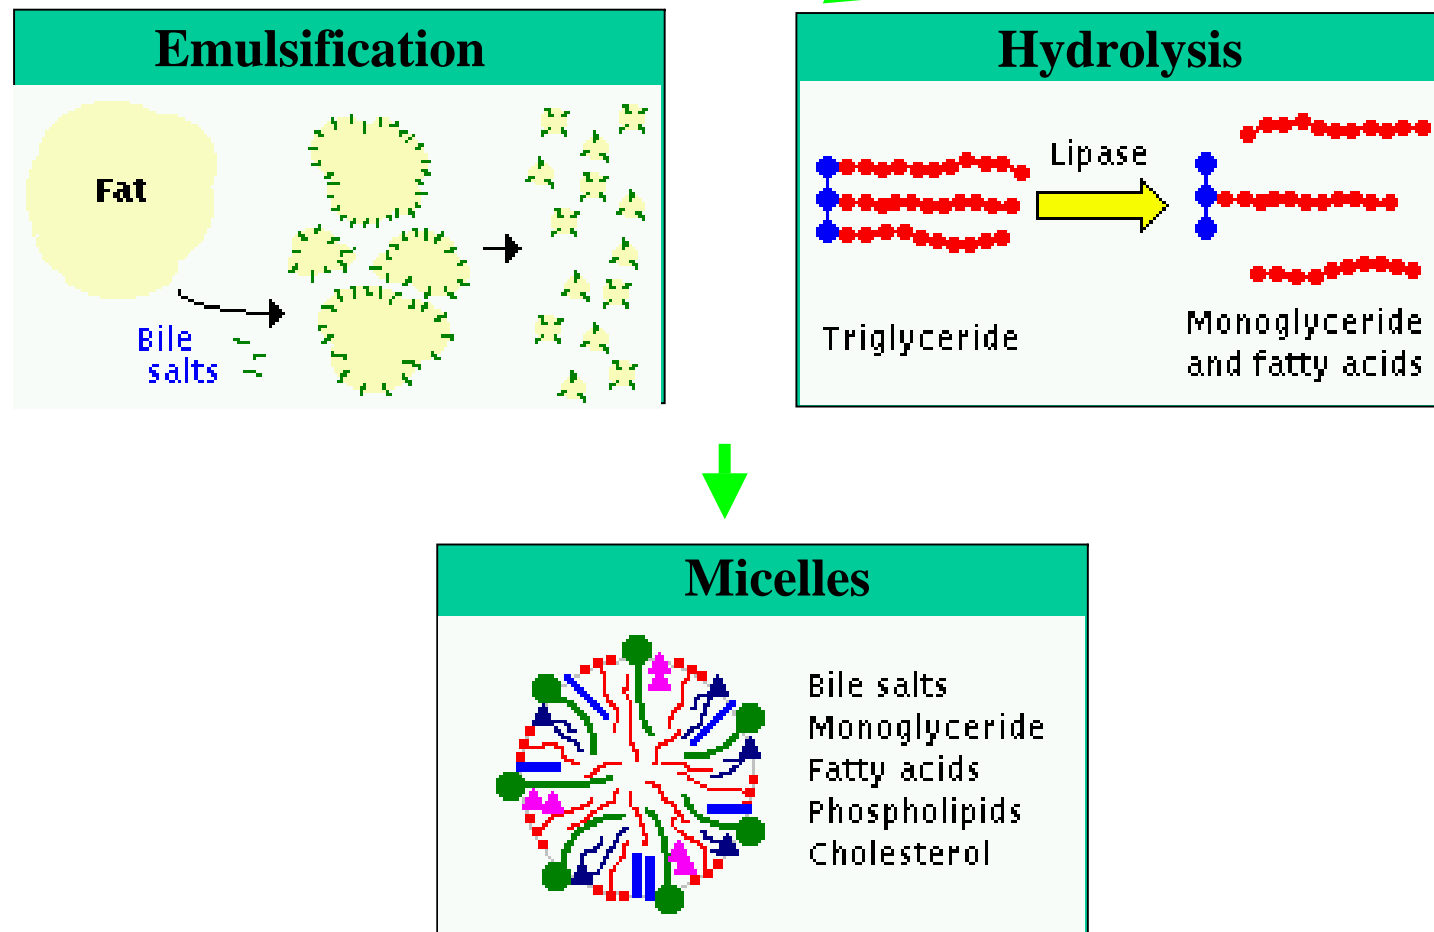 Emulsification
Fat
Bile
salts
Hydrolysis
Lipase
Triglyceride
Monoglyceride
and fatty acids
Micelles
Bile salts
Monoglyceride
Fatty acids
Phospholipids
Cholesterol